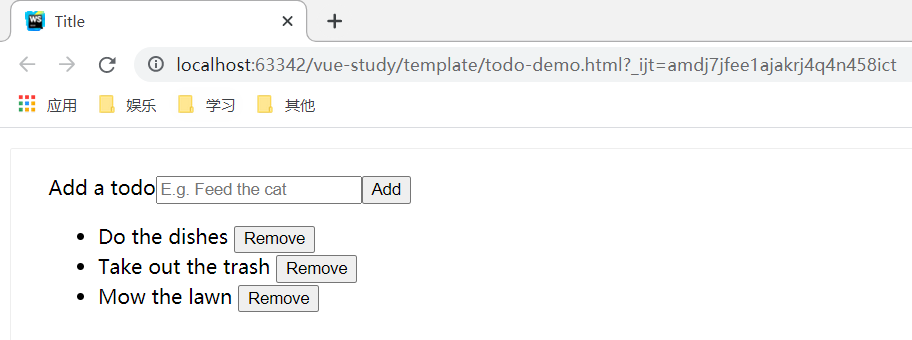 Title
localhost:63342/vue-study/template/todo-demo.html?_ijt=amdj7jfee1ajakrj4q4n458ict
应用 娱乐 学习 其他
Add a todo E.g. Feed the cat Add
Do the dishes Remove
Take out the trash Remove
Mow the lawn Remove